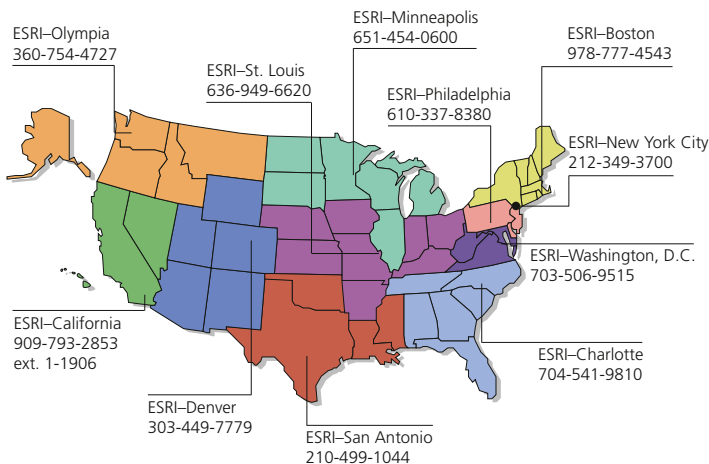 ESRI–Minneapolis
651-454-0600
ESRI–Olympia
360-754-4727
ESRI–Boston
978-777-4543
ESRI–St. Louis
636-949-6620
ESRI–Philadelphia
610-337-8380
ESRI–New York City
212-349-3700
ESRI–Washington, D.C.
703-506-9515
ESRI–California
909-793-2853
ext. 1-1906
ESRI–Charlotte
704-541-9810
ESRI–Denver
303-449-7779
ESRI–San Antonio
210-499-1044